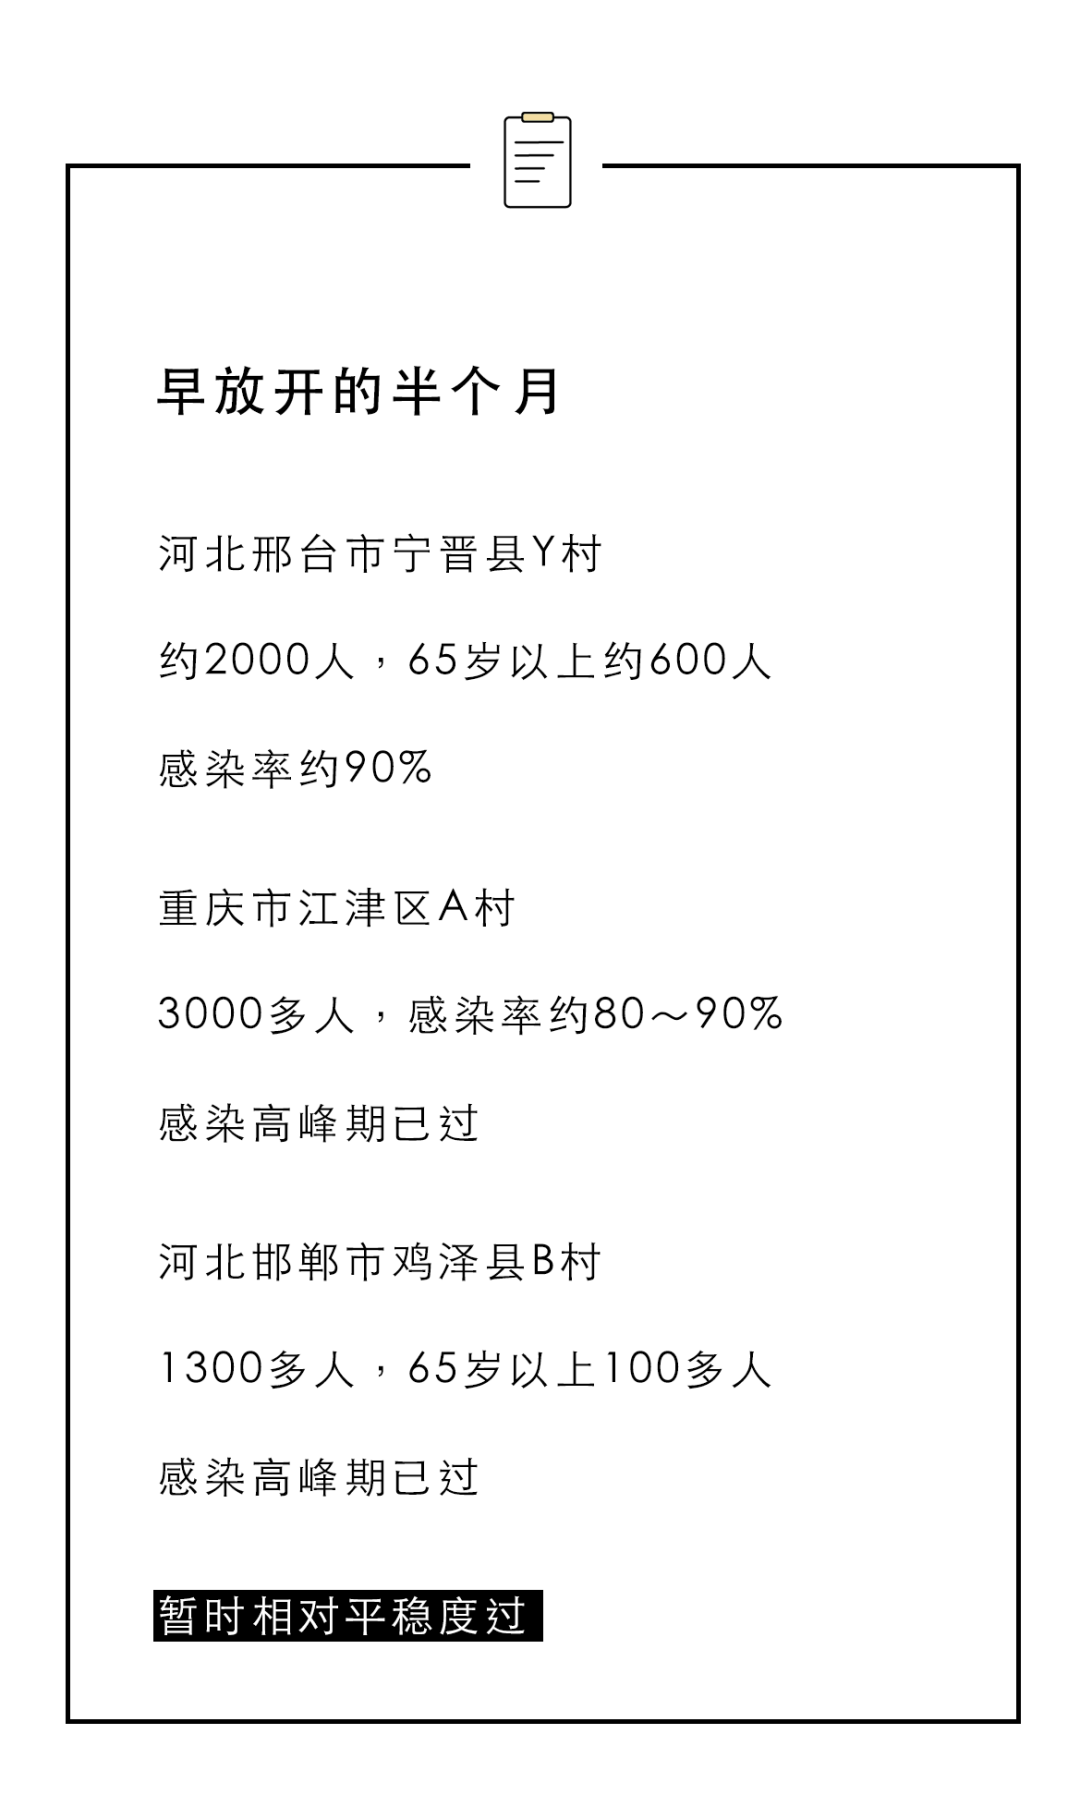 早放开的半个月
河北邢台市宁晋县Y村
约2000人，65岁以上约600人
感染率约90%
重庆市江津区A村
3000多人，感染率约80～90%
感染高峰期已过
河北邯郸市鸡泽县B村
1300多人，65岁以上100多人
感染高峰期已过
暂时相对平稳度过